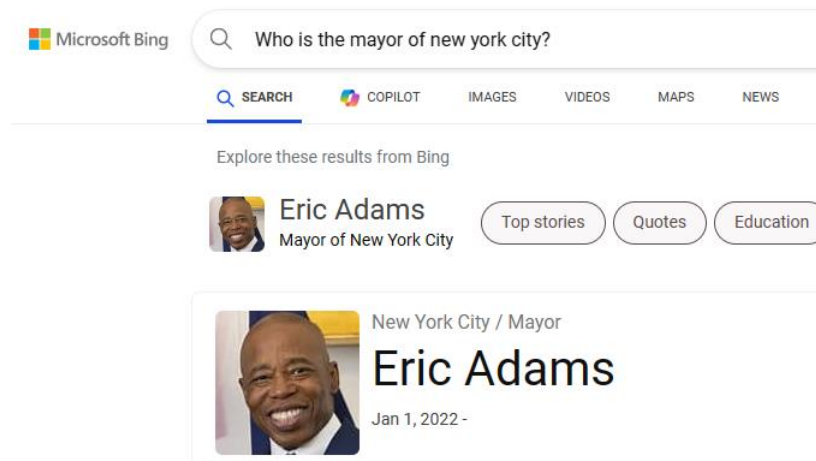 Microsoft Bing
Who is the mayor of new york city?
SEARCH COPILOT IMAGES VIDEOS MAPS NEWS
Explore these results from Bing
Eric Adams
Mayor of New York City
Top stories Quotes Education
New York City / Mayor
Eric Adams
Jan 1, 2022 -